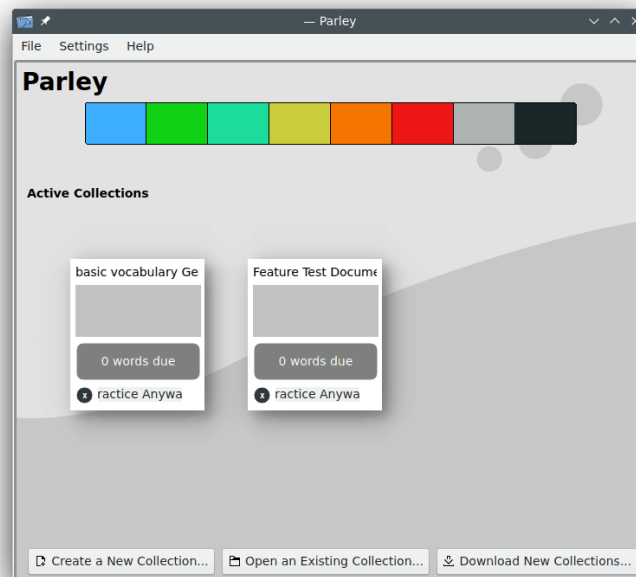 — Parley
File Settings Help
Parley
Active Collections
basic vocabulary Ge
Feature Test Docume
0 words due
0 words due
x ractice Anywa
x ractice Anywa
Create a New Collection... Open an Existing Collection... Download New Collections...